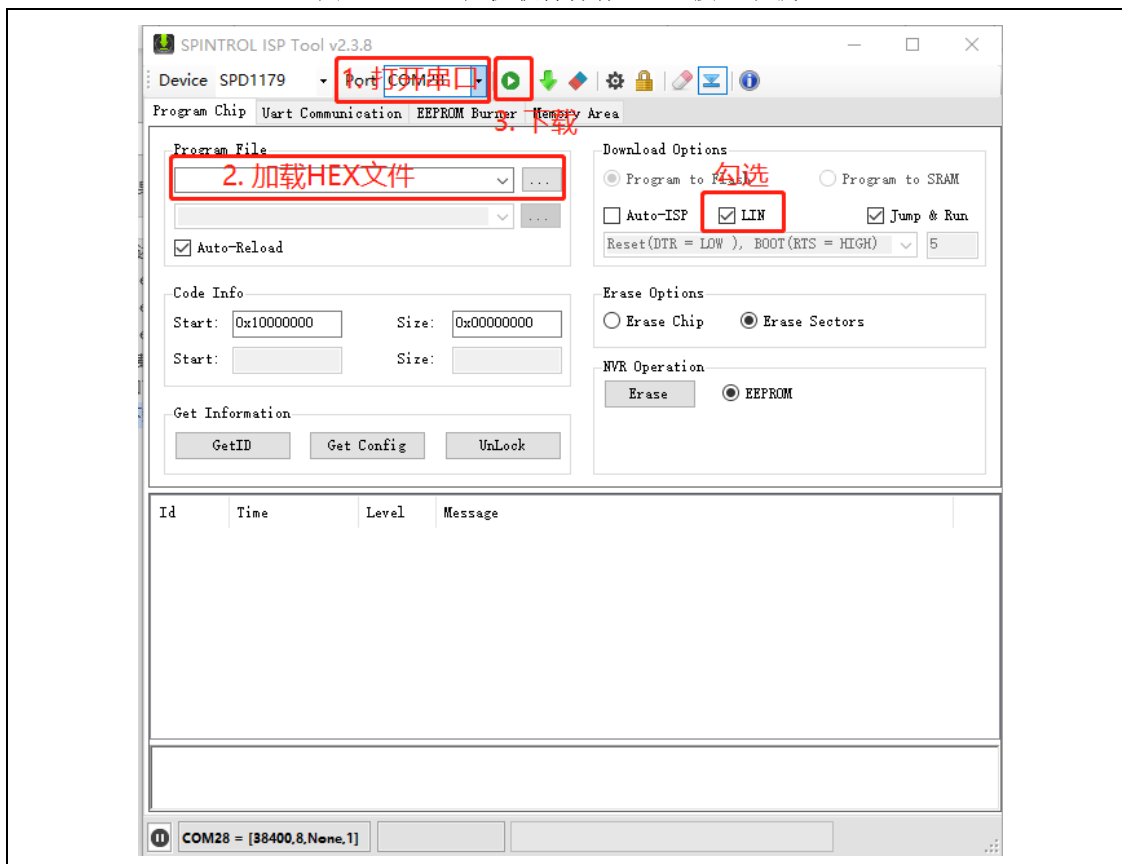 SPINTROL ISP Tool v2.3.8
Device SPD1179 Port COM28
1. 打开串口
Program Chip Uart Communication EEPROM Burner Memory Area
3. 下载
Program File
2. 加载HEX文件
...
...
Auto-Reload
Download Options
Program to Flash Program to SRAM
勾选
Auto-ISP LIN Jump & Run
Reset(DTR = LOW ), BOOT(RTS = HIGH) 5
Code Info
Start: 0x10000000 Size: 0x00000000
Start: Size:
Erase Options
Erase Chip Erase Sectors
NVR Operation
Erase EEPROM
Get Information
GetID Get Config UnLock
Id Time Level Message
COM28 = [38400,8,None,1]